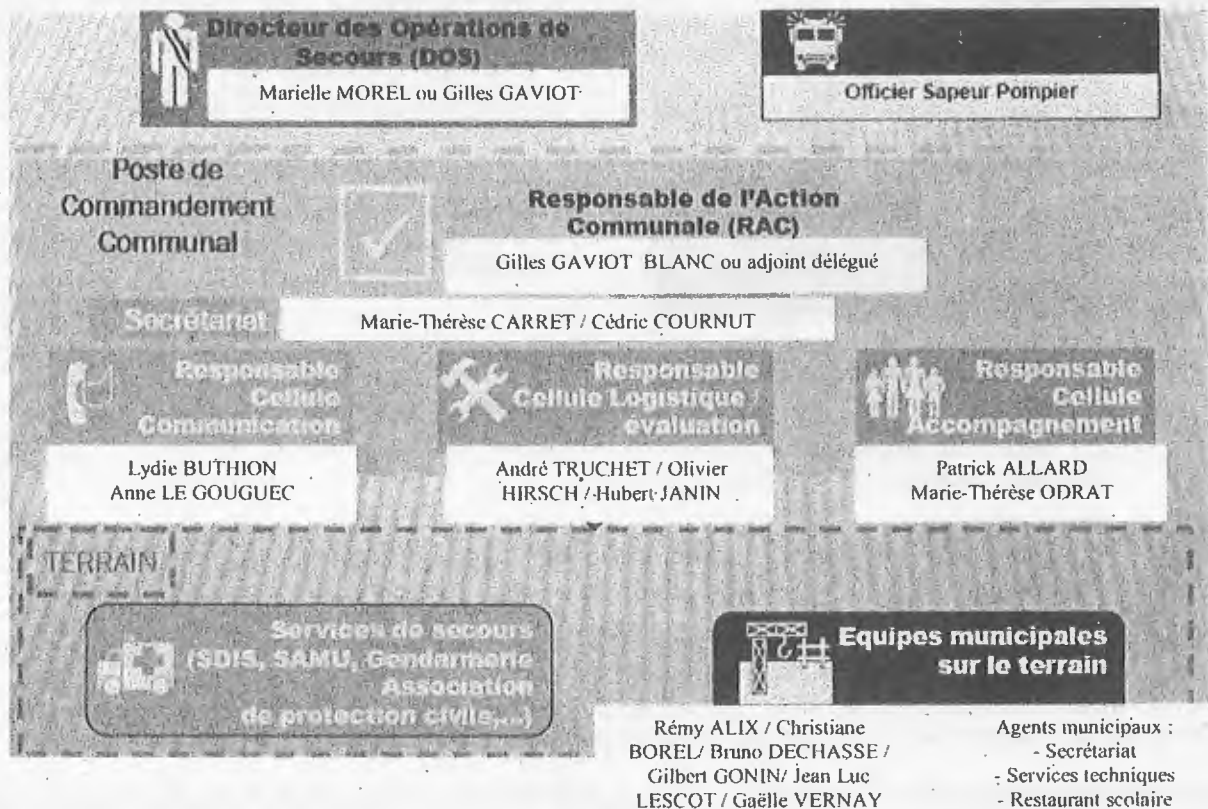 Directeur des Opérations de
Secours (DOS)
Marielle MOREL ou Gilles GAVIOT
Officier Sapeur Pompier
Poste de
Commandement
Communal
Responsable de l'Action
Communale (RAC)
Gilles GAVIOT BLANC ou adjoint délégué
Secrétariat
Marie-Thérèse CARRET / Cédric COURNUT
Responsable
Cellule
Communication
Lydie BUTHION
Anne LE GOUGUEC
Responsable
Cellule Logistique /
évaluation
André TRUCHET / Olivier
HIRSCH / Hubert JANIN
Responsable
Cellule
Accompagnement
Patrick ALLARD
Marie-Thérèse ODRAT
TERRAIN
Services de secours
(SDIS, SAMU, Gendarmerie
Association
de protection civile,...)
Equipes municipales
sur le terrain
Rémy ALIX / Christiane
BOREL/ Bruno DECHASSE /
Gilbert GONIN/ Jean Luc
LESCOT / Gaëlle VERNAY
Agents municipaux :
- Secrétariat
- Services techniques
- Restaurant scolaire